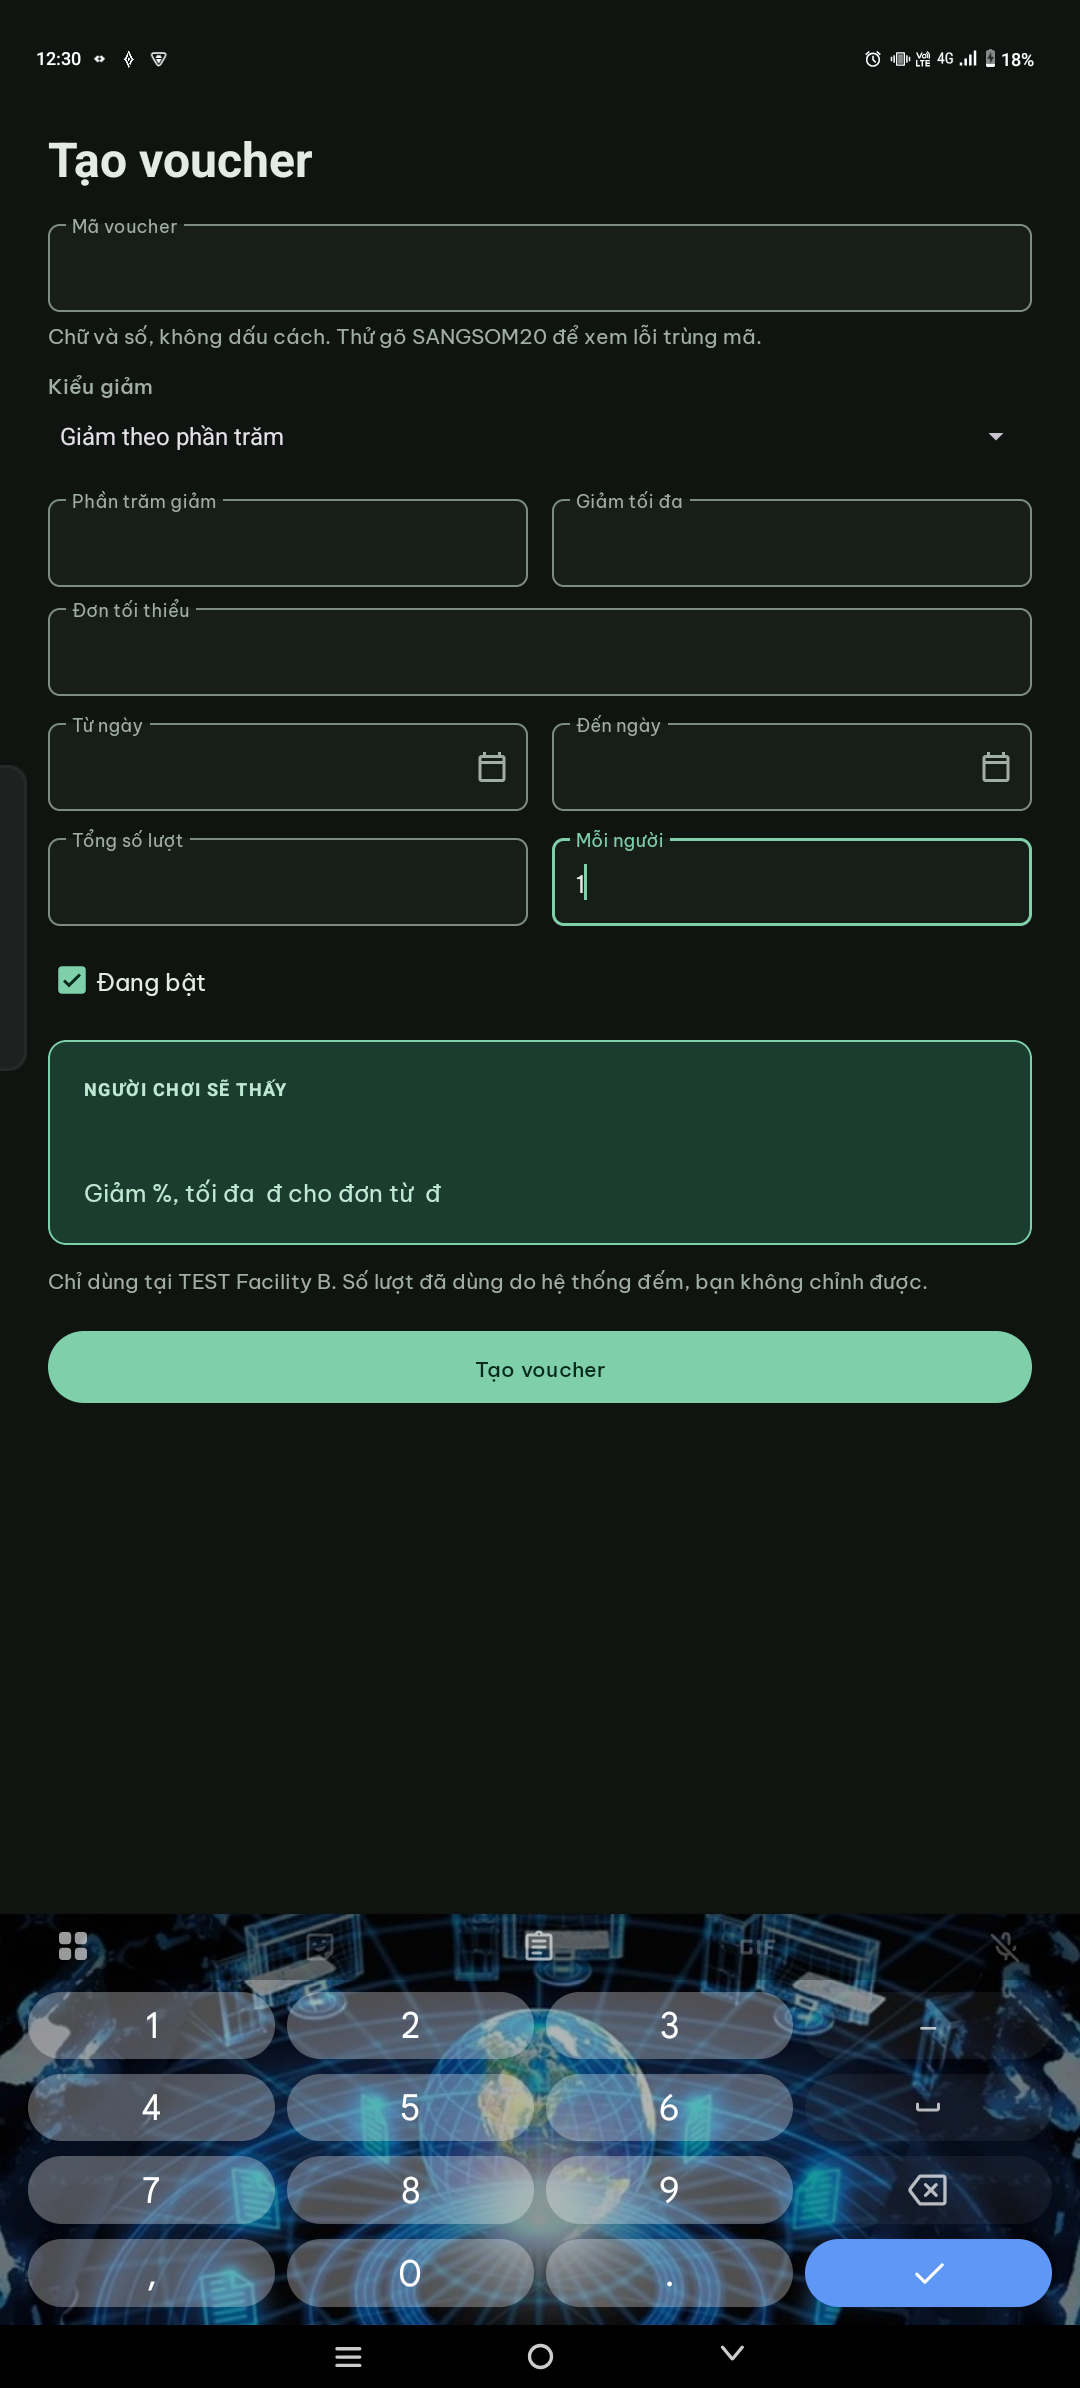 12:30
VoLTE 4G 18%
Tạo voucher
Mã voucher
Chữ và số, không dấu cách. Thử gõ SANGSOM20 để xem lỗi trùng mã.
Kiểu giảm
Giảm theo phần trăm
Phần trăm giảm
Giảm tối đa
Đơn tối thiểu
Từ ngày
Đến ngày
Tổng số lượt
Mỗi người
1
Đang bật
NGƯỜI CHƠI SẼ THẤY
Giảm %, tối đa  đ cho đơn từ  đ
Chỉ dùng tại TEST Facility B. Số lượt đã dùng do hệ thống đếm, bạn không chỉnh được.
Tạo voucher
GIF
1 2 3 –
4 5 6
7 8 9
, 0 .